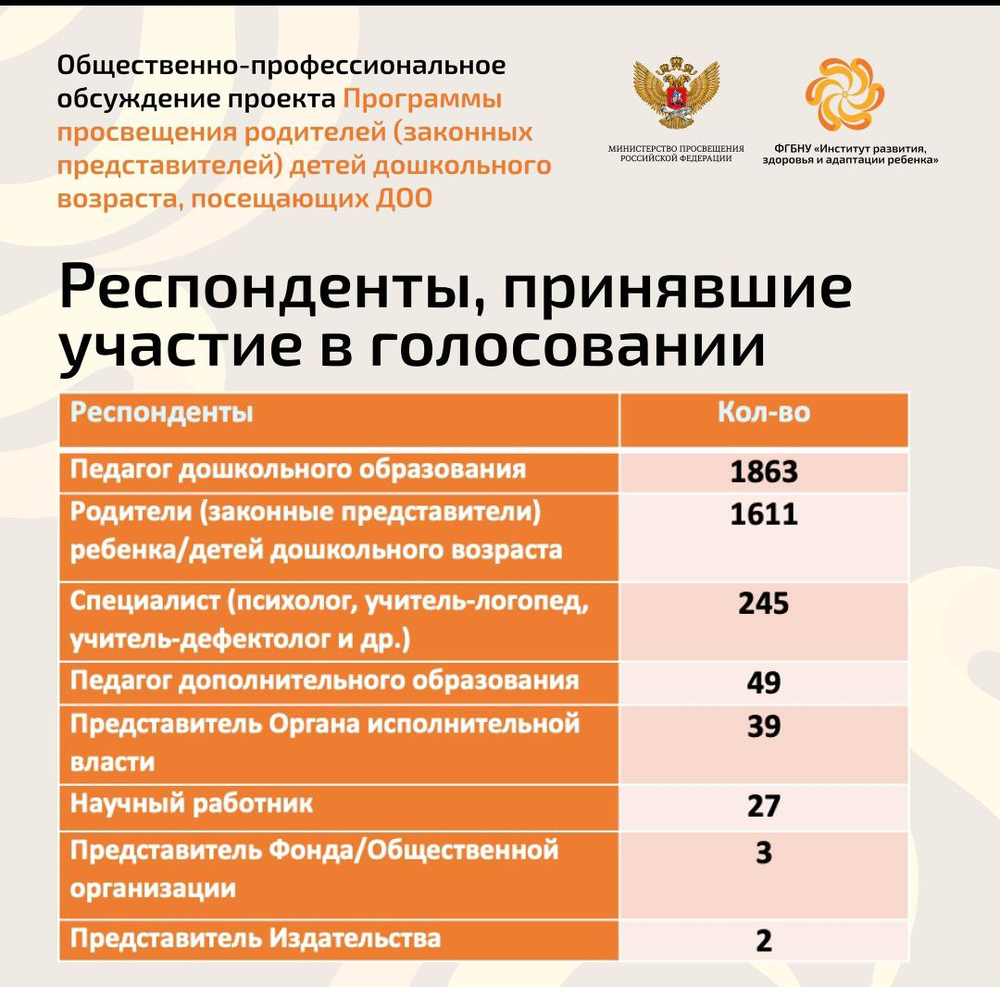 Общественно-профессиональное
обсуждение проекта Программы
просвещения родителей (законных
представителей) детей дошкольного
возраста, посещающих ДОО
МИНИСТЕРСТВО ПРОСВЕЩЕНИЯ
РОССИЙСКОЙ ФЕДЕРАЦИИ
ФГБНУ «Институт развития,
здоровья и адаптации ребенка»
Респонденты, принявшие
участие в голосовании
Респонденты Кол-во
Педагог дошкольного образования 1863
Родители (законные представители) 1611
ребенка/детей дошкольного возраста
Специалист (психолог, учитель-логопед, 245
учитель-дефектолог и др.)
Педагог дополнительного образования 49
Представитель Органа исполнительной 39
власти
Научный работник 27
Представитель Фонда/Общественной 3
организации
Представитель Издательства 2